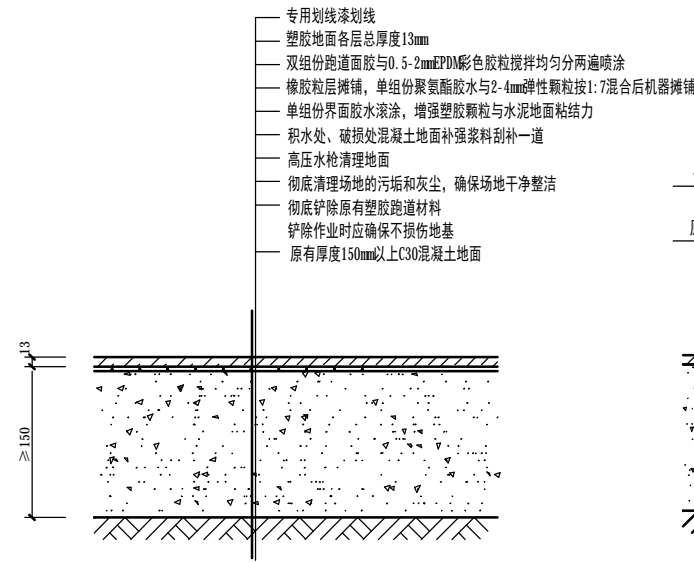 专用划线漆划线
塑胶地面各层总厚度13mm
双组份跑道面胶与0.5-2mmEPDM彩色胶粒搅拌均匀分两遍喷涂
橡胶粒层摊铺，单组份聚氨酯胶水与2-4mm弹性颗粒按1:7混合后机器摊铺
单组份界面胶水滚涂，增强塑胶颗粒与水泥地面粘结力
积水处、破损处混凝土地面补强浆料刮补一道
高压水枪清理地面
彻底清理场地的污垢和灰尘，确保场地干净整洁
彻底铲除原有塑胶跑道材料
铲除作业时应确保不损伤地基
原有厚度150mm以上C30混凝土地面
13
≥150